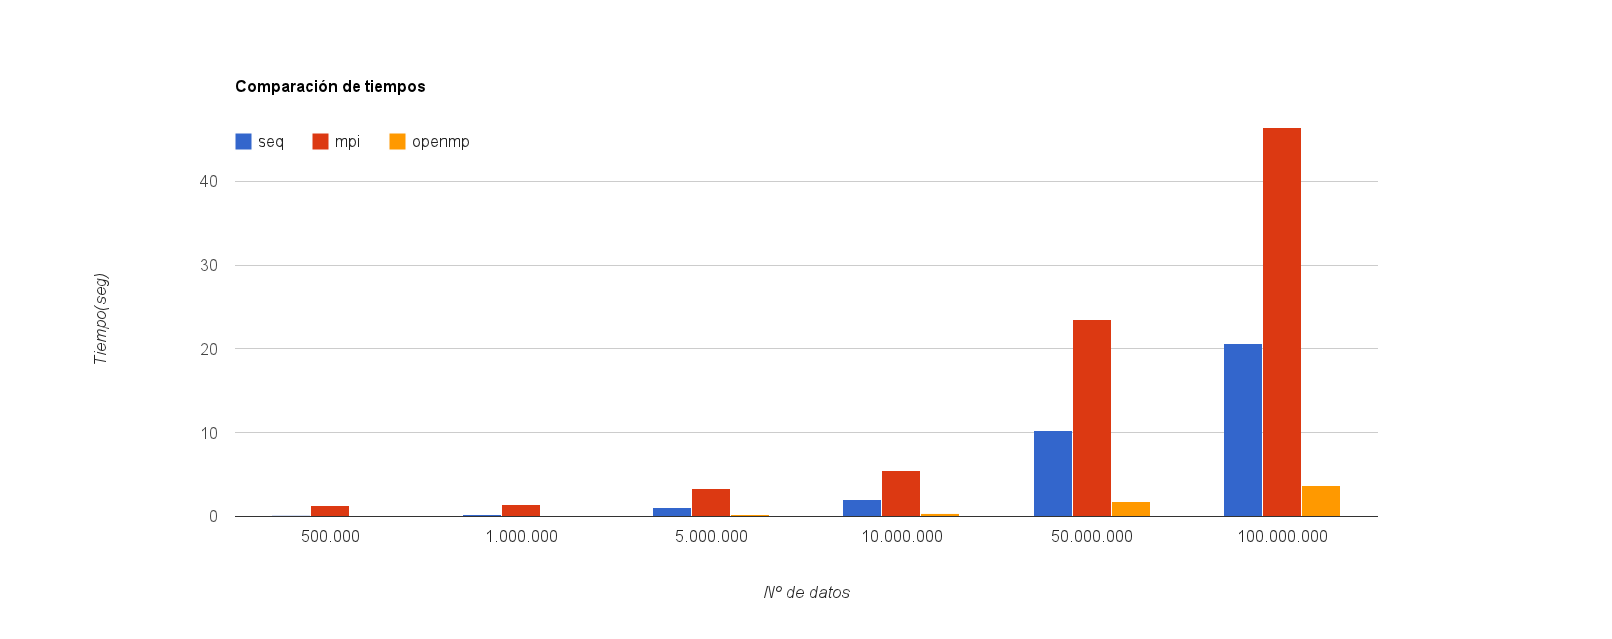 Comparación de tiempos
seq mpi openmp
40
30
20
10
0
Tiempo(seg)
500.000 1.000.000 5.000.000 10.000.000 50.000.000 100.000.000
Nº de datos